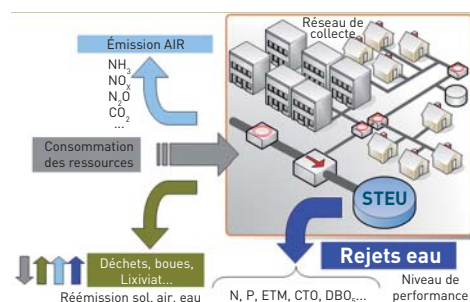 Réseau de
collecte
Émission AIR
NH₃
NOₓ
N₂O
CO₂
...
Consommation
des ressources
STEU
Déchets, boues,
Lixiviat...
Réémission sol, air, eau
Rejets eau
N, P, ETM, CTO, DBO₅...
Niveau de
performance